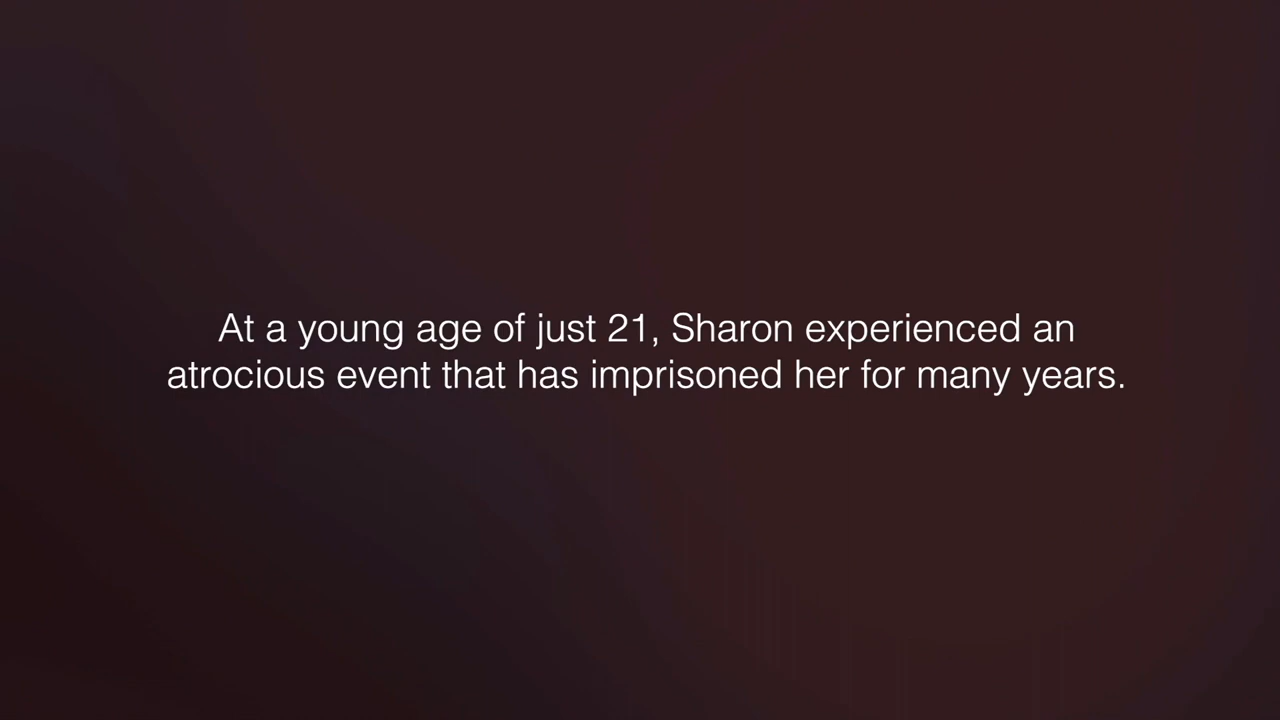 At a young age of just 21, Sharon experienced an
atrocious event that has imprisoned her for many years.